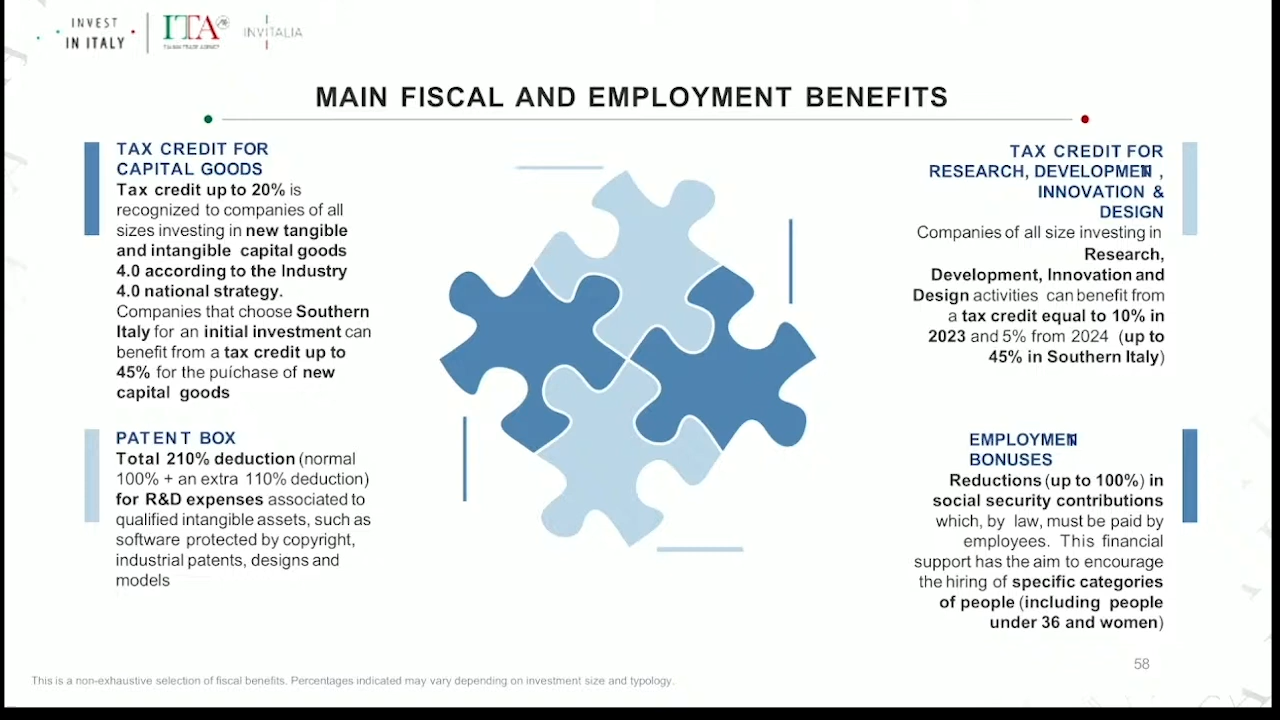 INVEST
IN ITALY
ITA
ITALIAN TRADE AGENCY
INVITALIA
MAIN FISCAL AND EMPLOYMENT BENEFITS
TAX CREDIT FOR
CAPITAL GOODS
Tax credit up to 20% is
recognized to companies of all
sizes investing in new tangible
and intangible capital goods
4.0 according to the Industry
4.0 national strategy.
Companies that choose Southern
Italy for an initial investment can
benefit from a tax credit up to
45% for the puíchase of new
capital goods
PATENT BOX
Total 210% deduction (normal
100% + an extra 110% deduction)
for R&D expenses associated to
qualified intangible assets, such as
software protected by copyright,
industrial patents, designs and
models
TAX CREDIT FOR
RESEARCH, DEVELOPMEN ,
INNOVATION &
DESIGN
Companies of all size investing in
Research,
Development, Innovation and
Design activities can benefit from
a tax credit equal to 10% in
2023 and 5% from 2024 (up to
45% in Southern Italy)
EMPLOYMEN
BONUSES
Reductions (up to 100%) in
social security contributions
which, by law, must be paid by
employees. This financial
support has the aim to encourage
the hiring of specific categories
of people (including people
under 36 and women)
58
This is a non-exhaustive selection of fiscal benefits. Percentages indicated may vary depending on investment size and typology.